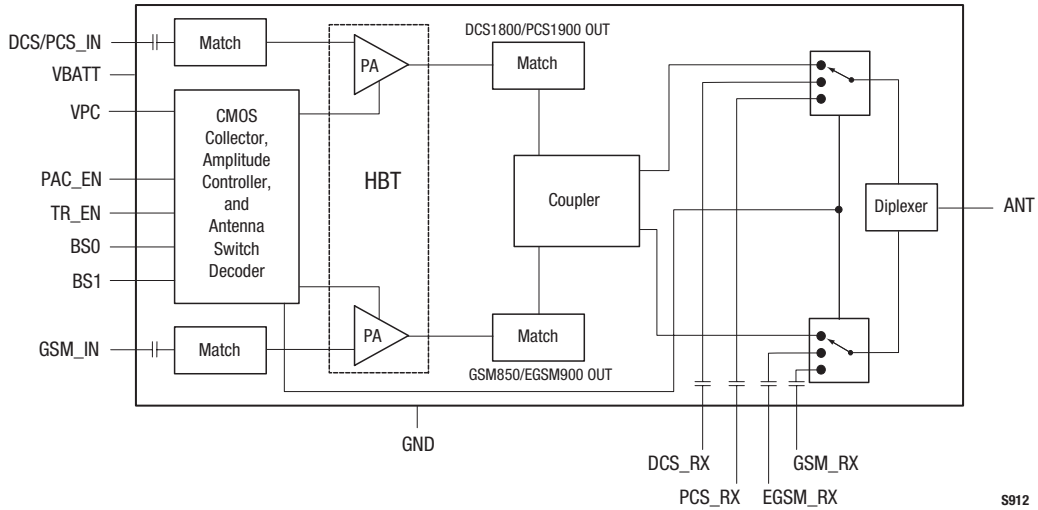 DCS/PCS_IN
Match
PA
DCS1800/PCS1900 OUT
Match
VBATT
VPC
CMOS
Collector,
Amplitude
Controller,
and
Antenna
Switch
Decoder
PAC_EN
TR_EN
BS0
BS1
HBT
Coupler
Diplexer
ANT
GSM_IN
Match
PA
Match
GSM850/EGSM900 OUT
GND
DCS_RX
GSM_RX
PCS_RX
EGSM_RX
S912